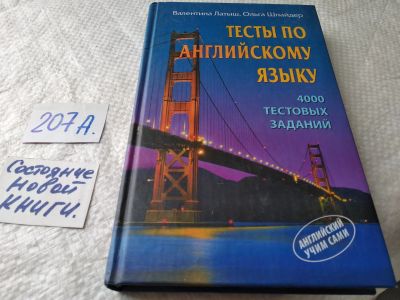 Валентина Латыш, Ольга Шнайдер
ТЕСТЫ ПО
АНГЛИЙСКОМУ
ЯЗЫКУ
4000
ТЕСТОВЫХ
ЗАДАНИЙ
АНГЛИЙСКИЙ
УЧИМ САМИ
207А.
Состояние
новой
книги.